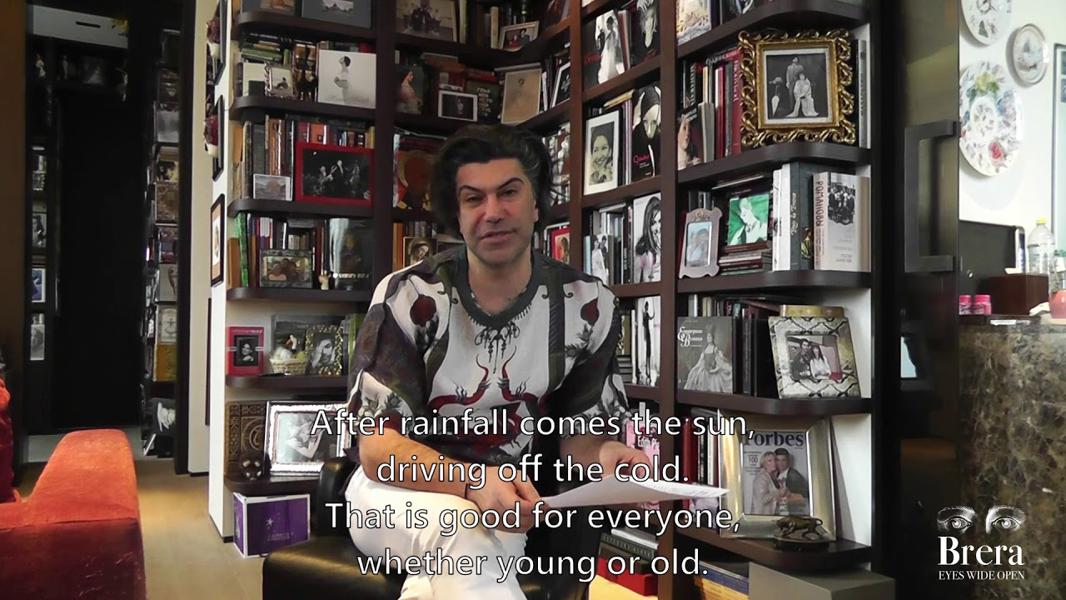 РОМАНОВЫ
Forbes
After rainfall comes the sun,
driving off the cold.
That is good for everyone,
whether young or old.
Brera
EYES WIDE OPEN